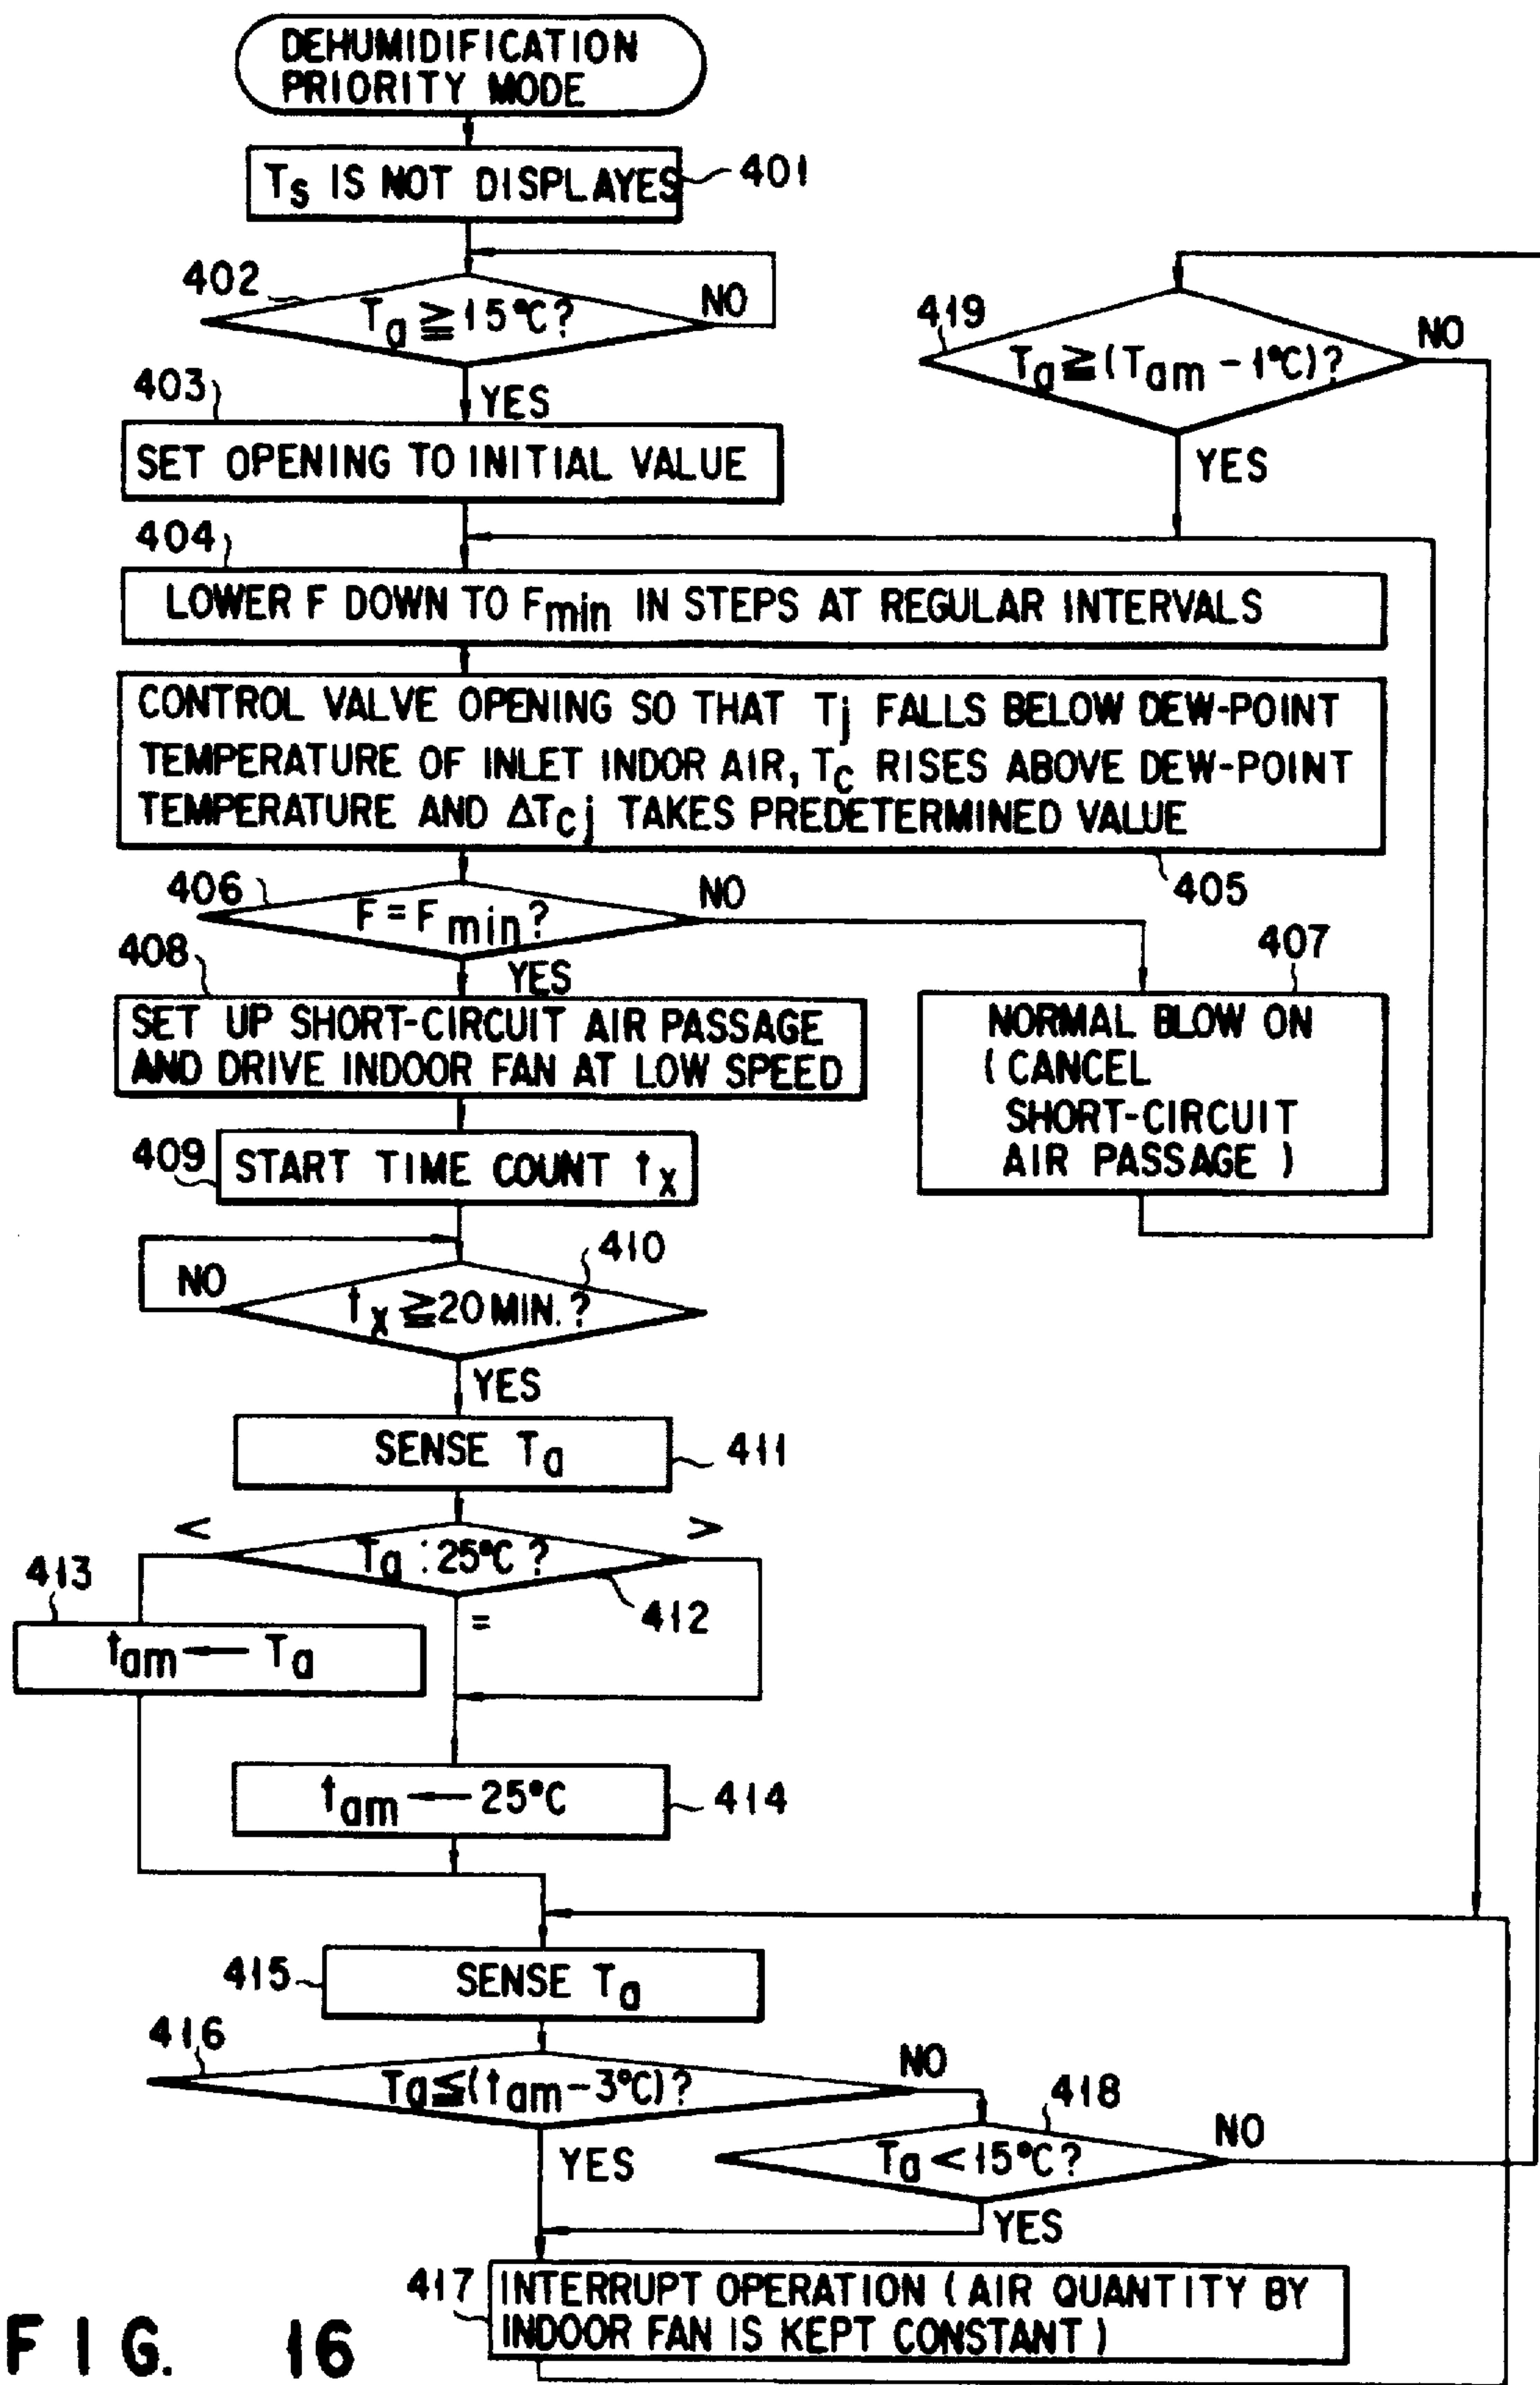 DEHUMIDIFICATION
PRIORITY MODE
Ts IS NOT DISPLAYES
401
402
Ta ≧ 15°C?
NO
YES
403
SET OPENING TO INITIAL VALUE
419
Ta ≧ (Tam - 1°C)?
NO
YES
404
LOWER F DOWN TO Fmin IN STEPS AT REGULAR INTERVALS
CONTROL VALVE OPENING SO THAT Tj FALLS BELOW DEW-POINT
TEMPERATURE OF INLET INDOR AIR, Tc RISES ABOVE DEW-POINT
TEMPERATURE AND ΔTcj TAKES PREDETERMINED VALUE
405
406
F = Fmin?
NO
YES
407
NORMAL BLOW ON
(CANCEL
SHORT-CIRCUIT
AIR PASSAGE)
408
SET UP SHORT-CIRCUIT AIR PASSAGE
AND DRIVE INDOOR FAN AT LOW SPEED
409
START TIME COUNT tx
410
NO
tx ≧ 20 MIN.?
YES
SENSE Ta
411
<
>
Ta : 25°C?
412
=
413
tam ← Ta
tam ← 25°C
414
415
SENSE Ta
416
Ta ≦ (tam - 3°C)?
NO
YES
418
Ta < 15°C?
NO
YES
417
INTERRUPT OPERATION (AIR QUANTITY BY
INDOOR FAN IS KEPT CONSTANT)
FIG. 16